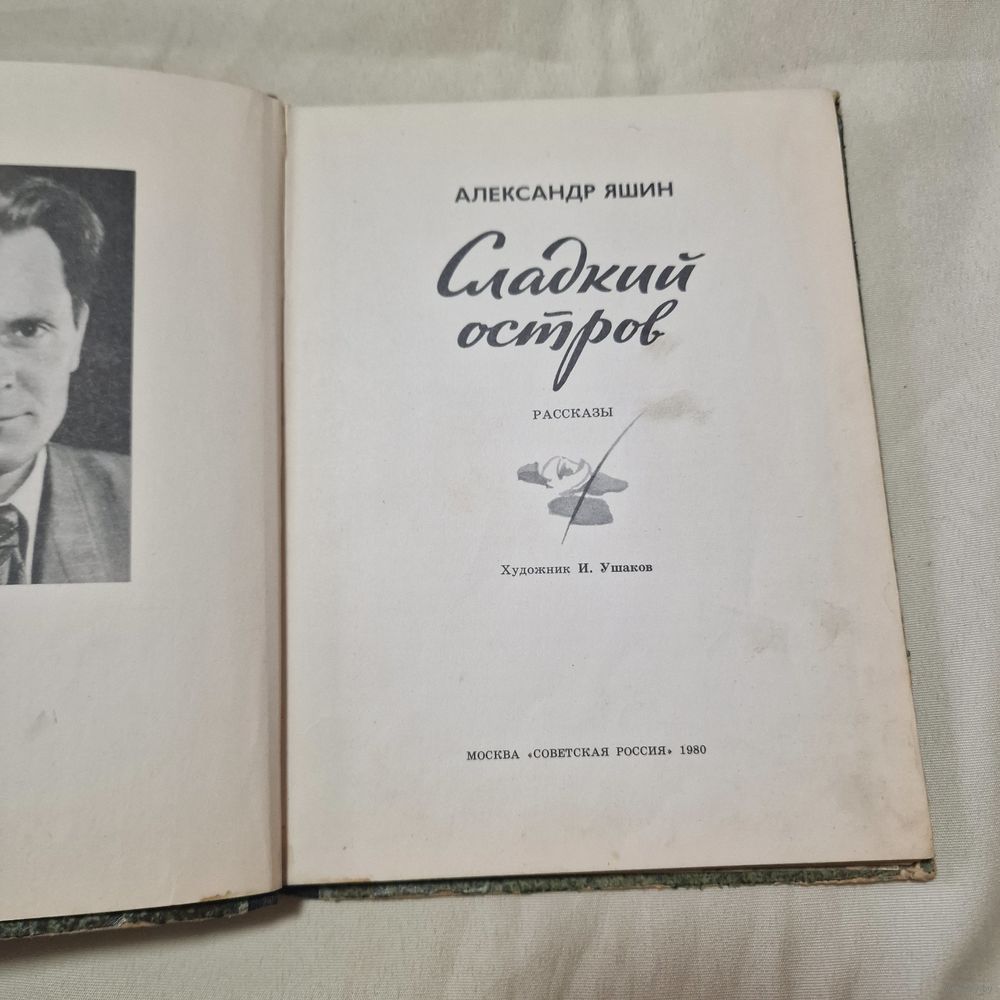 АЛЕКСАНДР ЯШИН
Сладкий
остров
РАССКАЗЫ
Художник И. Ушаков
МОСКВА «СОВЕТСКАЯ РОССИЯ» 1980